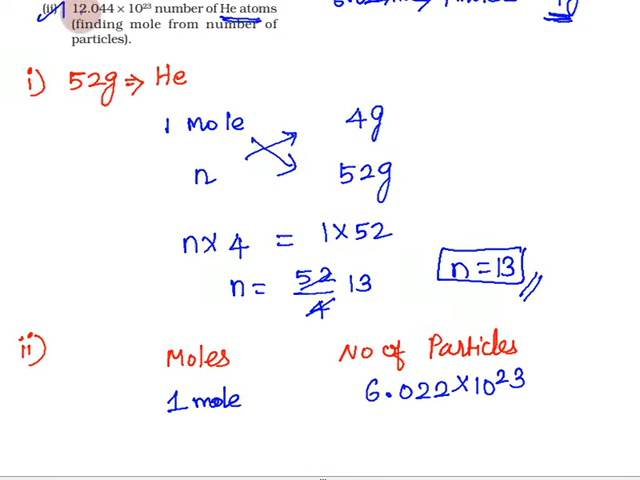 (ii) 12.044 × 10²³ number of He atoms
(finding mole from number of
particles).
i) 52g ⇒ He
1 mole 4g
n 52g
n × 4 = 1 × 52
n = 52/4 13
n = 13
ii)
Moles No of Particles
1 mole 6.022 × 10²³